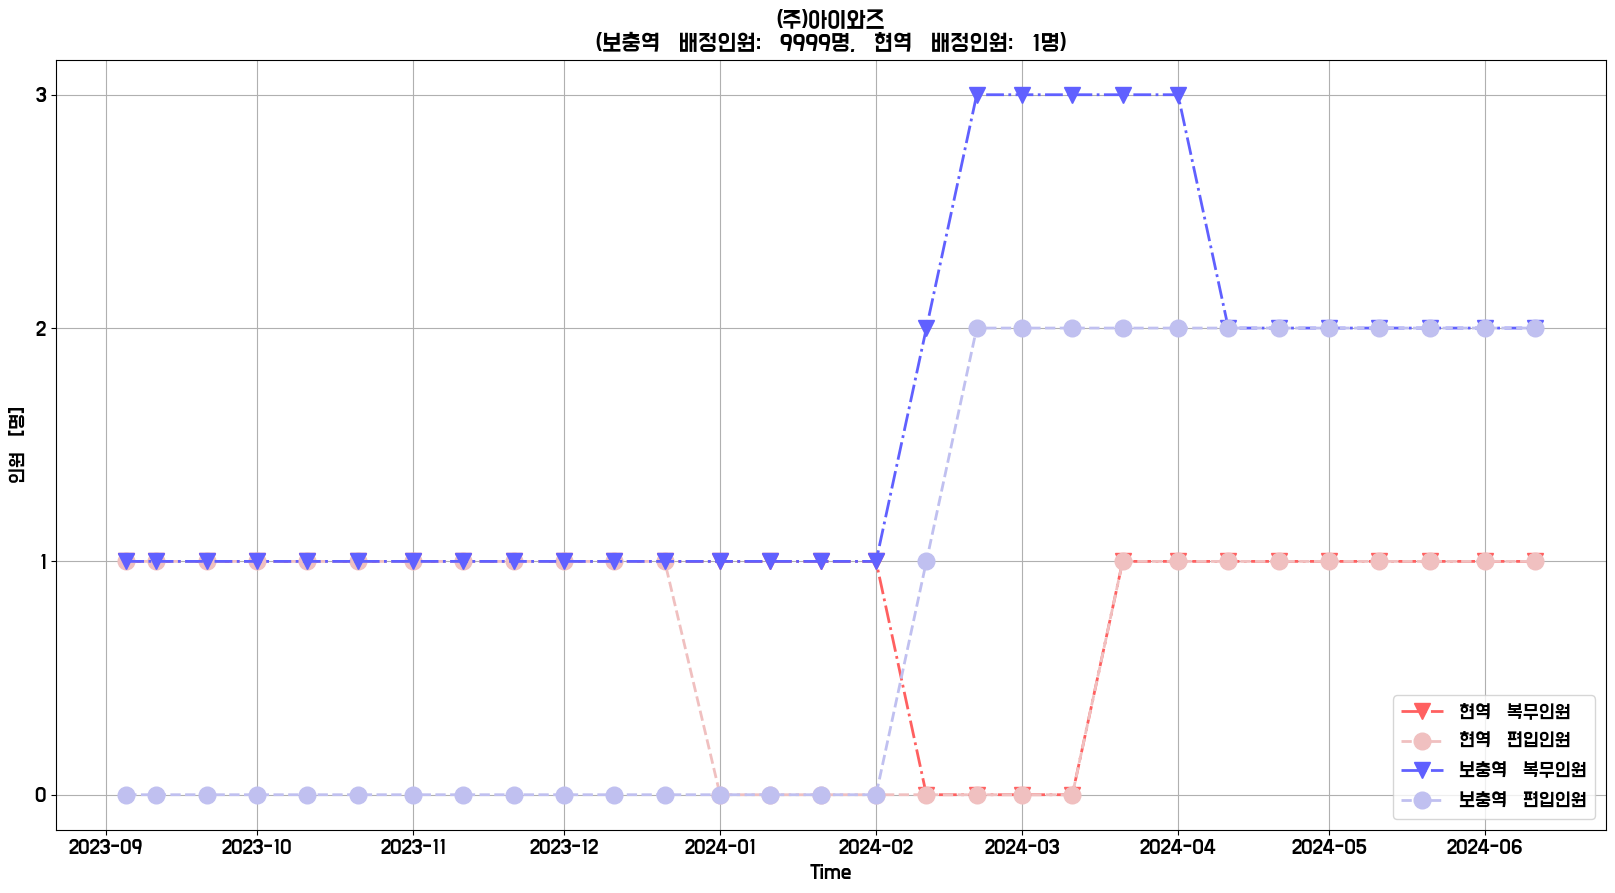 (주)아이와즈
(보충역 배정인원: 9999명, 현역 배정인원: 1명)
인원 [명]
3
2
1
0
2023-09 2023-10 2023-11 2023-12 2024-01 2024-02 2024-03 2024-04 2024-05 2024-06
Time
현역 복무인원
현역 편입인원
보충역 복무인원
보충역 편입인원